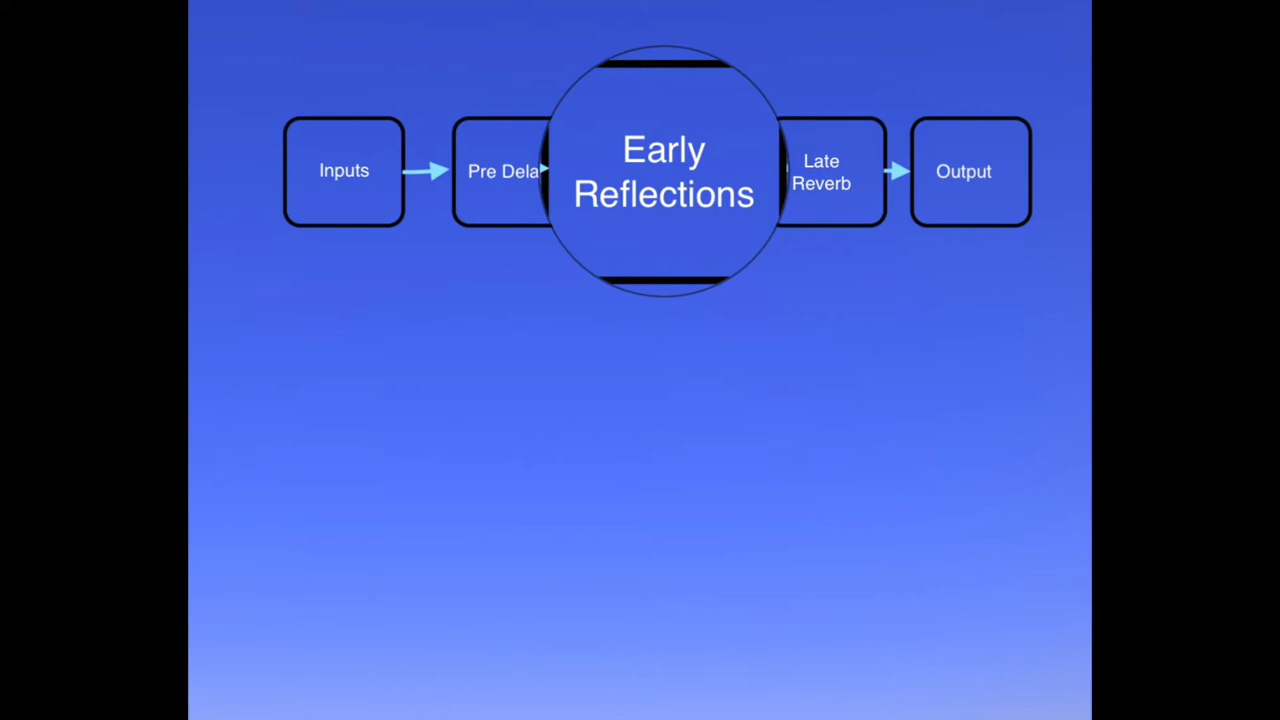 Inputs
Pre Dela
Early
Reflections
Late
Reverb
Output